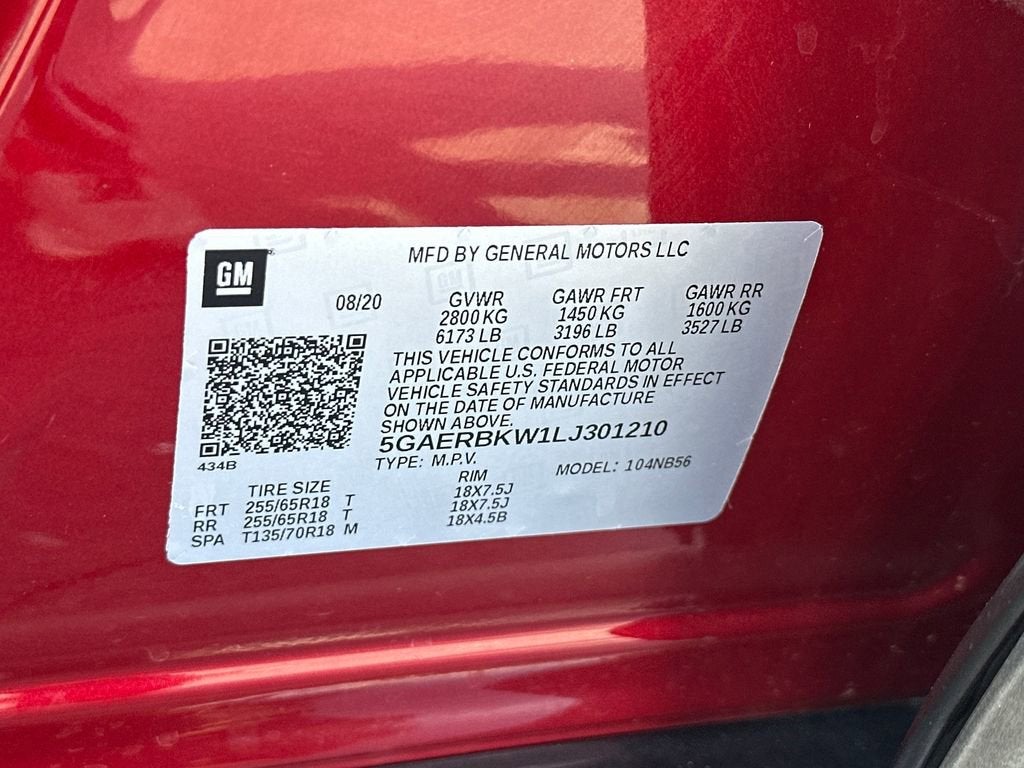 GM
MFD BY GENERAL MOTORS LLC
08/20
GVWR
2800 KG
6173 LB
GAWR FRT
1450 KG
3196 LB
GAWR RR
1600 KG
3527 LB
THIS VEHICLE CONFORMS TO ALL
APPLICABLE U.S. FEDERAL MOTOR
VEHICLE SAFETY STANDARDS IN EFFECT
ON THE DATE OF MANUFACTURE
SHOWN ABOVE.
5GAERBKW1LJ301210
434B
TYPE: M.P.V.
MODEL: 104NB56
TIRE SIZE
RIM
FRT 255/65R18 T 18X7.5J
RR 255/65R18 T 18X7.5J
SPA T135/70R18 M 18X4.5B